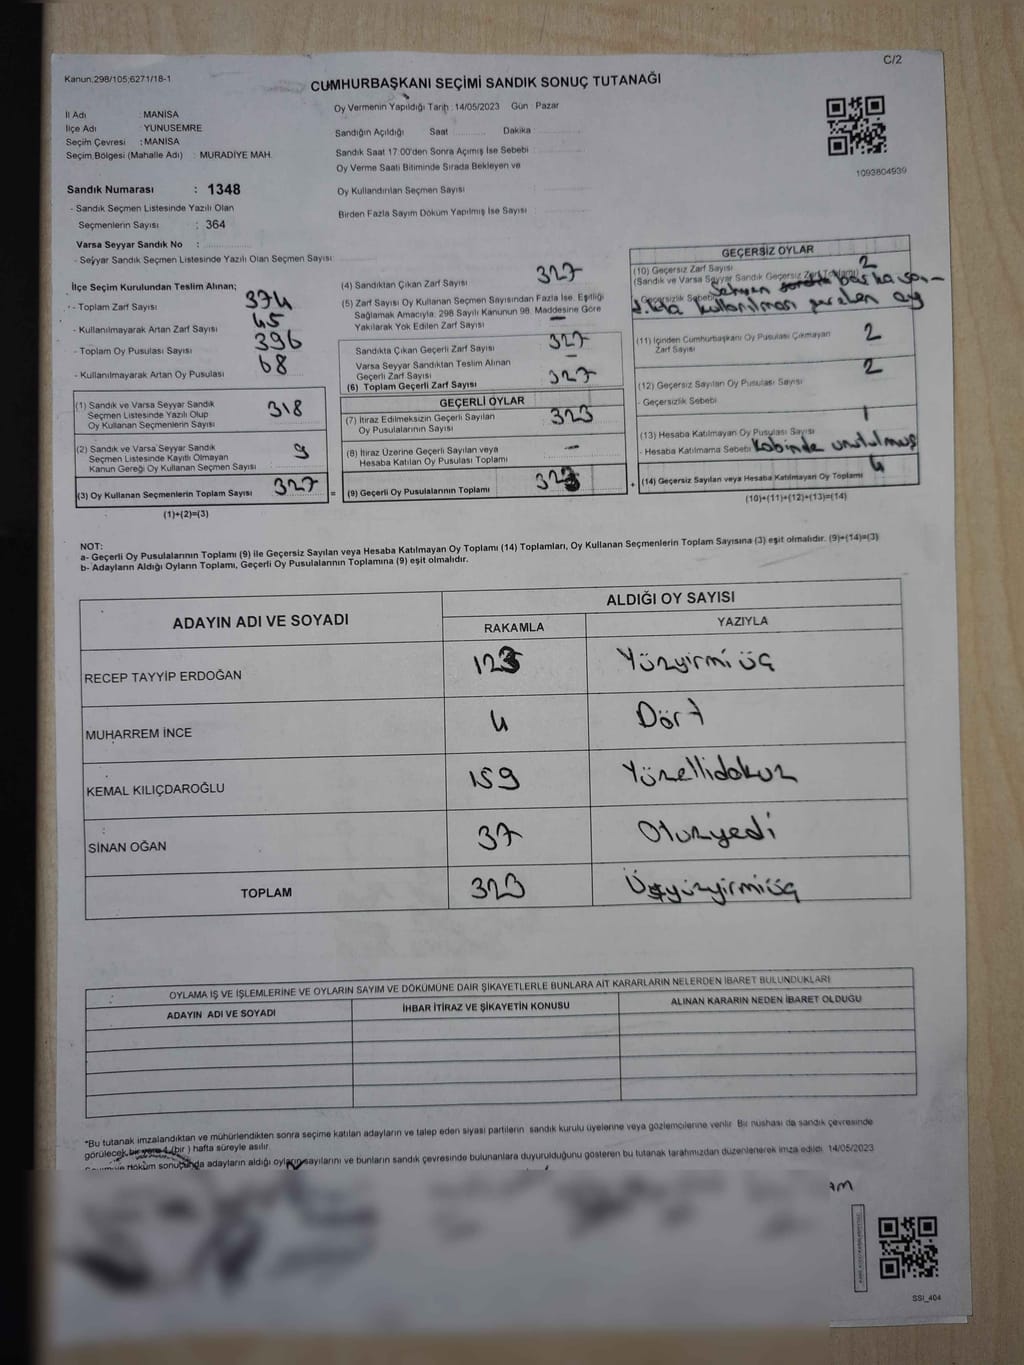 C/2
Kanun:298/105;6271/18-1
CUMHURBAŞKANI SEÇİMİ SANDIK SONUÇ TUTANAĞI
Oy Vermenin Yapıldığı Tarih : 14/05/2023 Gün : Pazar
İl Adı : MANİSA
İlçe Adı : YUNUSEMRE
Seçim Çevresi : MANİSA
Seçim Bölgesi (Mahalle Adı) : MURADİYE MAH.
Sandığın Açıldığı Saat Dakika
Sandık Saat 17:00'den Sonra Açımış İse Sebebi
Oy Verme Saati Bitiminde Sırada Bekleyen ve
Oy Kullandırılan Seçmen Sayısı
Birden Fazla Sayım Döküm Yapılmış İse Sayısı
1093804939
Sandık Numarası : 1348
- Sandık Seçmen Listesinde Yazılı Olan
Seçmenlerin Sayısı : 364
Varsa Seyyar Sandık No :
- Seyyar Sandık Seçmen Listesinde Yazılı Olan Seçmen Sayısı:
İlçe Seçim Kurulundan Teslim Alınan;
- Toplam Zarf Sayısı 374
- Kullanılmayarak Artan Zarf Sayısı 45
- Toplam Oy Pusulası Sayısı 396
- Kullanılmayarak Artan Oy Pusulası 68
(1) Sandık ve Varsa Seyyar Sandık
Seçmen Listesinde Yazılı Olup
Oy Kullanan Seçmenlerin Sayısı 318
(2) Sandık ve Varsa Seyyar Sandık
Seçmen Listesinde Kayıtlı Olmayan
Kanun Gereği Oy Kullanan Seçmen Sayısı 9
(3) Oy Kullanan Seçmenlerin Toplam Sayısı 327 =
(1)+(2)=(3)
(4) Sandıktan Çıkan Zarf Sayısı 327
(5) Zarf Sayısı Oy Kullanan Seçmen Sayısından Fazla İse, Eşitliği
Sağlamak Amacıyla; 298 Sayılı Kanunun 98. Maddesine Göre
Yakılarak Yok Edilen Zarf Sayısı —
Sandıkta Çıkan Geçerli Zarf Sayısı 327
Varsa Seyyar Sandıktan Teslim Alınan
Geçerli Zarf Sayısı —
(6) Toplam Geçerli Zarf Sayısı 327
GEÇERLİ OYLAR
(7) İtiraz Edilmeksizin Geçerli Sayılan
Oy Pusulalarının Sayısı 323
(8) İtiraz Üzerine Geçerli Sayılan veya
Hesaba Katılan Oy Pusulası Toplamı —
(9) Geçerli Oy Pusulalarının Toplamı 323 +
GEÇERSİZ OYLAR
(10) Geçersiz Zarf Sayısı 2
(Sandık ve Varsa Seyyar Sandık Geçersiz Zarf Toplamı)
Geçersizlik Sebebi başka san-
dıkta kullanılması gereken oy
(11) İçinden Cumhurbaşkanı Oy Pusulası Çıkmayan
Zarf Sayısı 2
(12) Geçersiz Sayılan Oy Pusulası Sayısı 2
- Geçersizlik Sebebi
(13) Hesaba Katılmayan Oy Pusulası Sayısı 1
- Hesaba Katılmama Sebebi Kabinde unutulmuş
(14) Geçersiz Sayılan veya Hesaba Katılmayan Oy Toplamı 4
(10)+(11)+(12)+(13)=(14)
NOT:
a- Geçerli Oy Pusulalarının Toplamı (9) ile Geçersiz Sayılan veya Hesaba Katılmayan Oy Toplamı (14) Toplamları, Oy Kullanan Seçmenlerin Toplam Sayısına (3) eşit olmalıdır. (9)+(14)=(3)
b- Adayların Aldığı Oyların Toplamı, Geçerli Oy Pusulalarının Toplamına (9) eşit olmalıdır.
ADAYIN ADI VE SOYADI
ALDIĞI OY SAYISI
RAKAMLA YAZIYLA
RECEP TAYYİP ERDOĞAN 123 Yüzyirmi üç
MUHARREM İNCE 4 Dört
KEMAL KILIÇDAROĞLU 159 Yüzellidokuz
SİNAN OĞAN 37 Otuzyedi
TOPLAM 323 Üçyüzyirmiüç
OYLAMA İŞ VE İŞLEMLERİNE VE OYLARIN SAYIM VE DÖKÜMÜNE DAİR ŞİKAYETLERLE BUNLARA AİT KARARLARIN NELERDEN İBARET BULUNDUKLARI
ADAYIN ADI VE SOYADI İHBAR İTİRAZ VE ŞİKAYETİN KONUSU ALINAN KARARIN NEDEN İBARET OLDUĞU
*Bu tutanak imzalandıktan ve mühürlendikten sonra seçime katılan adayların ve talep eden siyasi partilerin sandık kurulu üyelerine veya gözlemcilerine verilir. Bir nüshası da sandık çevresinde
görülecek bir yere 1 (bir ) hafta süreyle asılır.
döküm sonucunda adayların aldığı oyların sayılarını ve bunların sandık çevresinde bulunanlara duyurulduğunu gösteren bu tutanak tarafımızdan düzenlenerek imza edildi. 14/05/2023
SSI_404